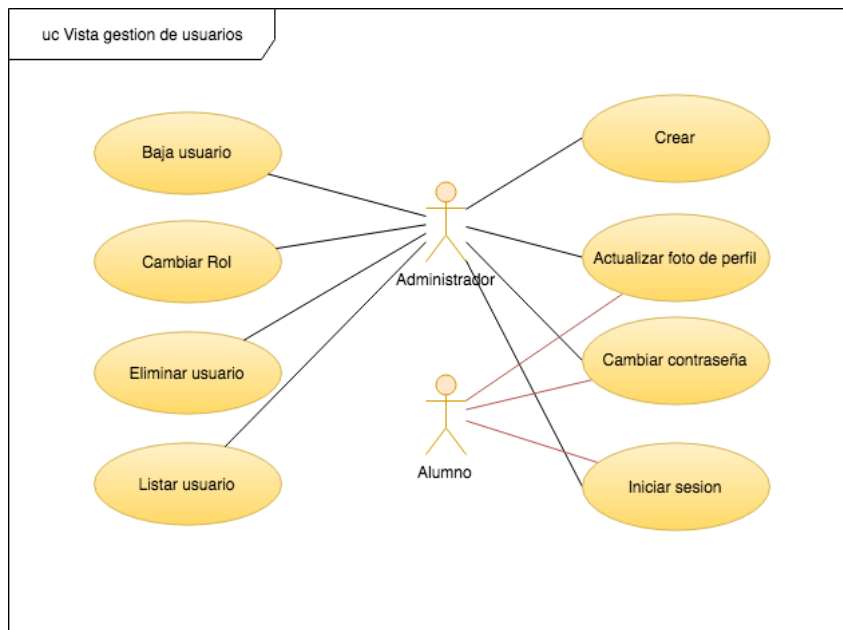 uc Vista gestion de usuarios
Baja usuario
Crear
Cambiar Rol
Actualizar foto de perfil
Administrador
Eliminar usuario
Cambiar contraseña
Alumno
Listar usuario
Iniciar sesion